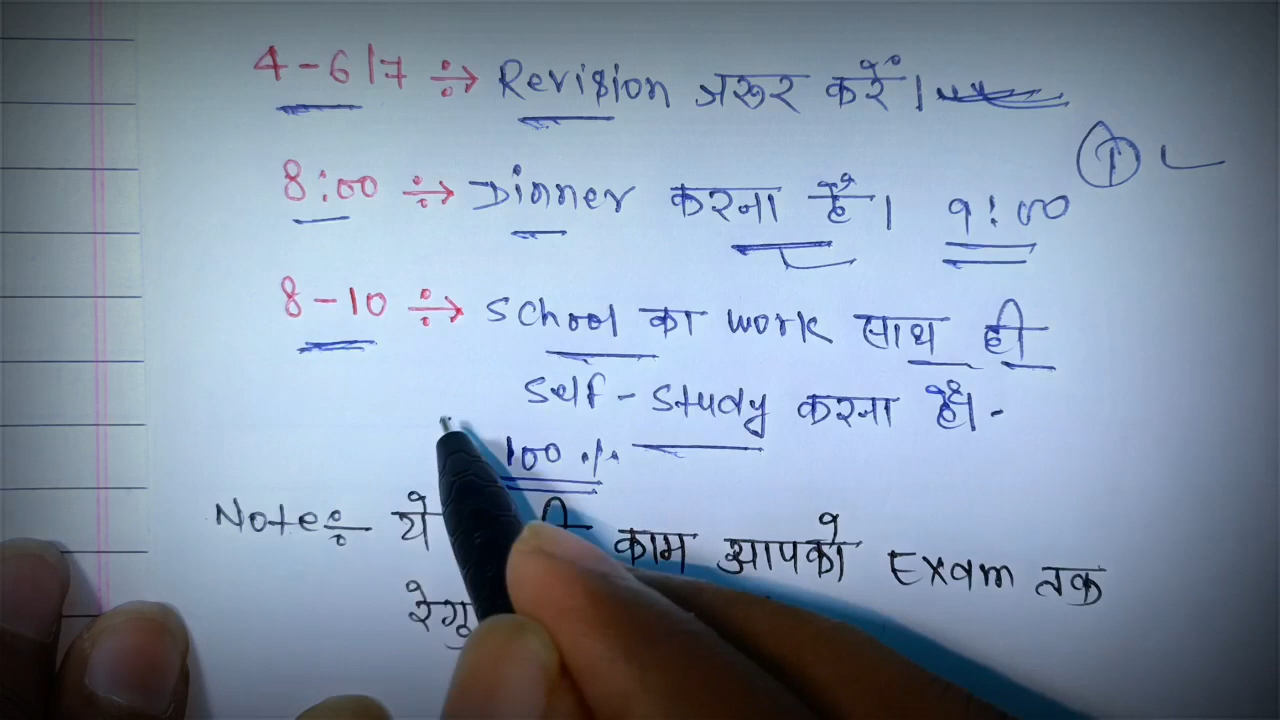 4-6/7 ÷→ Revision जरूर करें।
8:00 ÷→ Dinner करना है। 9:00
8-10 ÷→ school का work साथ ही
self-study करना है।-
100%
Note÷ ये काम आपको Exam तक